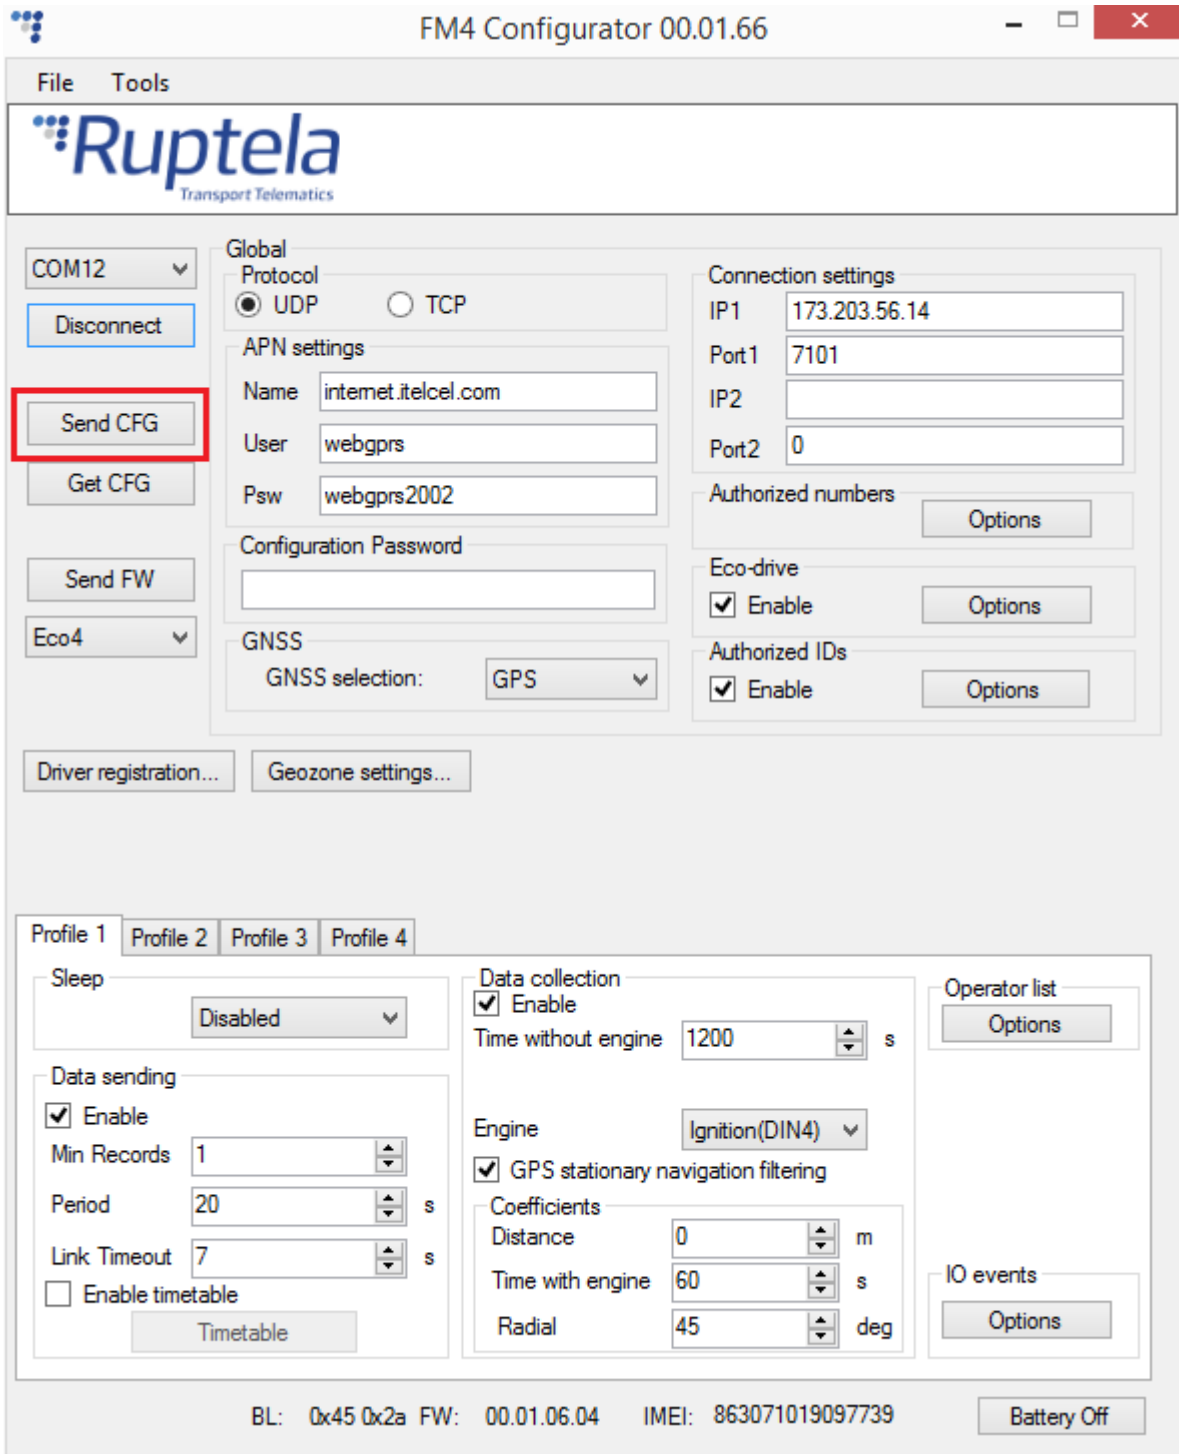 FM4 Configurator 00.01.66
File Tools
Ruptela
Transport Telematics
COM12
Disconnect
Send CFG
Get CFG
Send FW
Eco4
Global
Protocol
UDP TCP
APN settings
Name internet.itelcel.com
User webgprs
Psw webgprs2002
Configuration Password
GNSS
GNSS selection: GPS
Connection settings
IP1 173.203.56.14
Port1 7101
IP2
Port2 0
Authorized numbers
Options
Eco-drive
Enable Options
Authorized IDs
Enable Options
Driver registration... Geozone settings...
Profile 1 Profile 2 Profile 3 Profile 4
Sleep
Disabled
Data sending
Enable
Min Records 1
Period 20 s
Link Timeout 7 s
Enable timetable
Timetable
Data collection
Enable
Time without engine 1200 s
Engine Ignition(DIN4)
GPS stationary navigation filtering
Coefficients
Distance 0 m
Time with engine 60 s
Radial 45 deg
Operator list
Options
IO events
Options
BL: 0x45 0x2a FW: 00.01.06.04 IMEI: 863071019097739 Battery Off